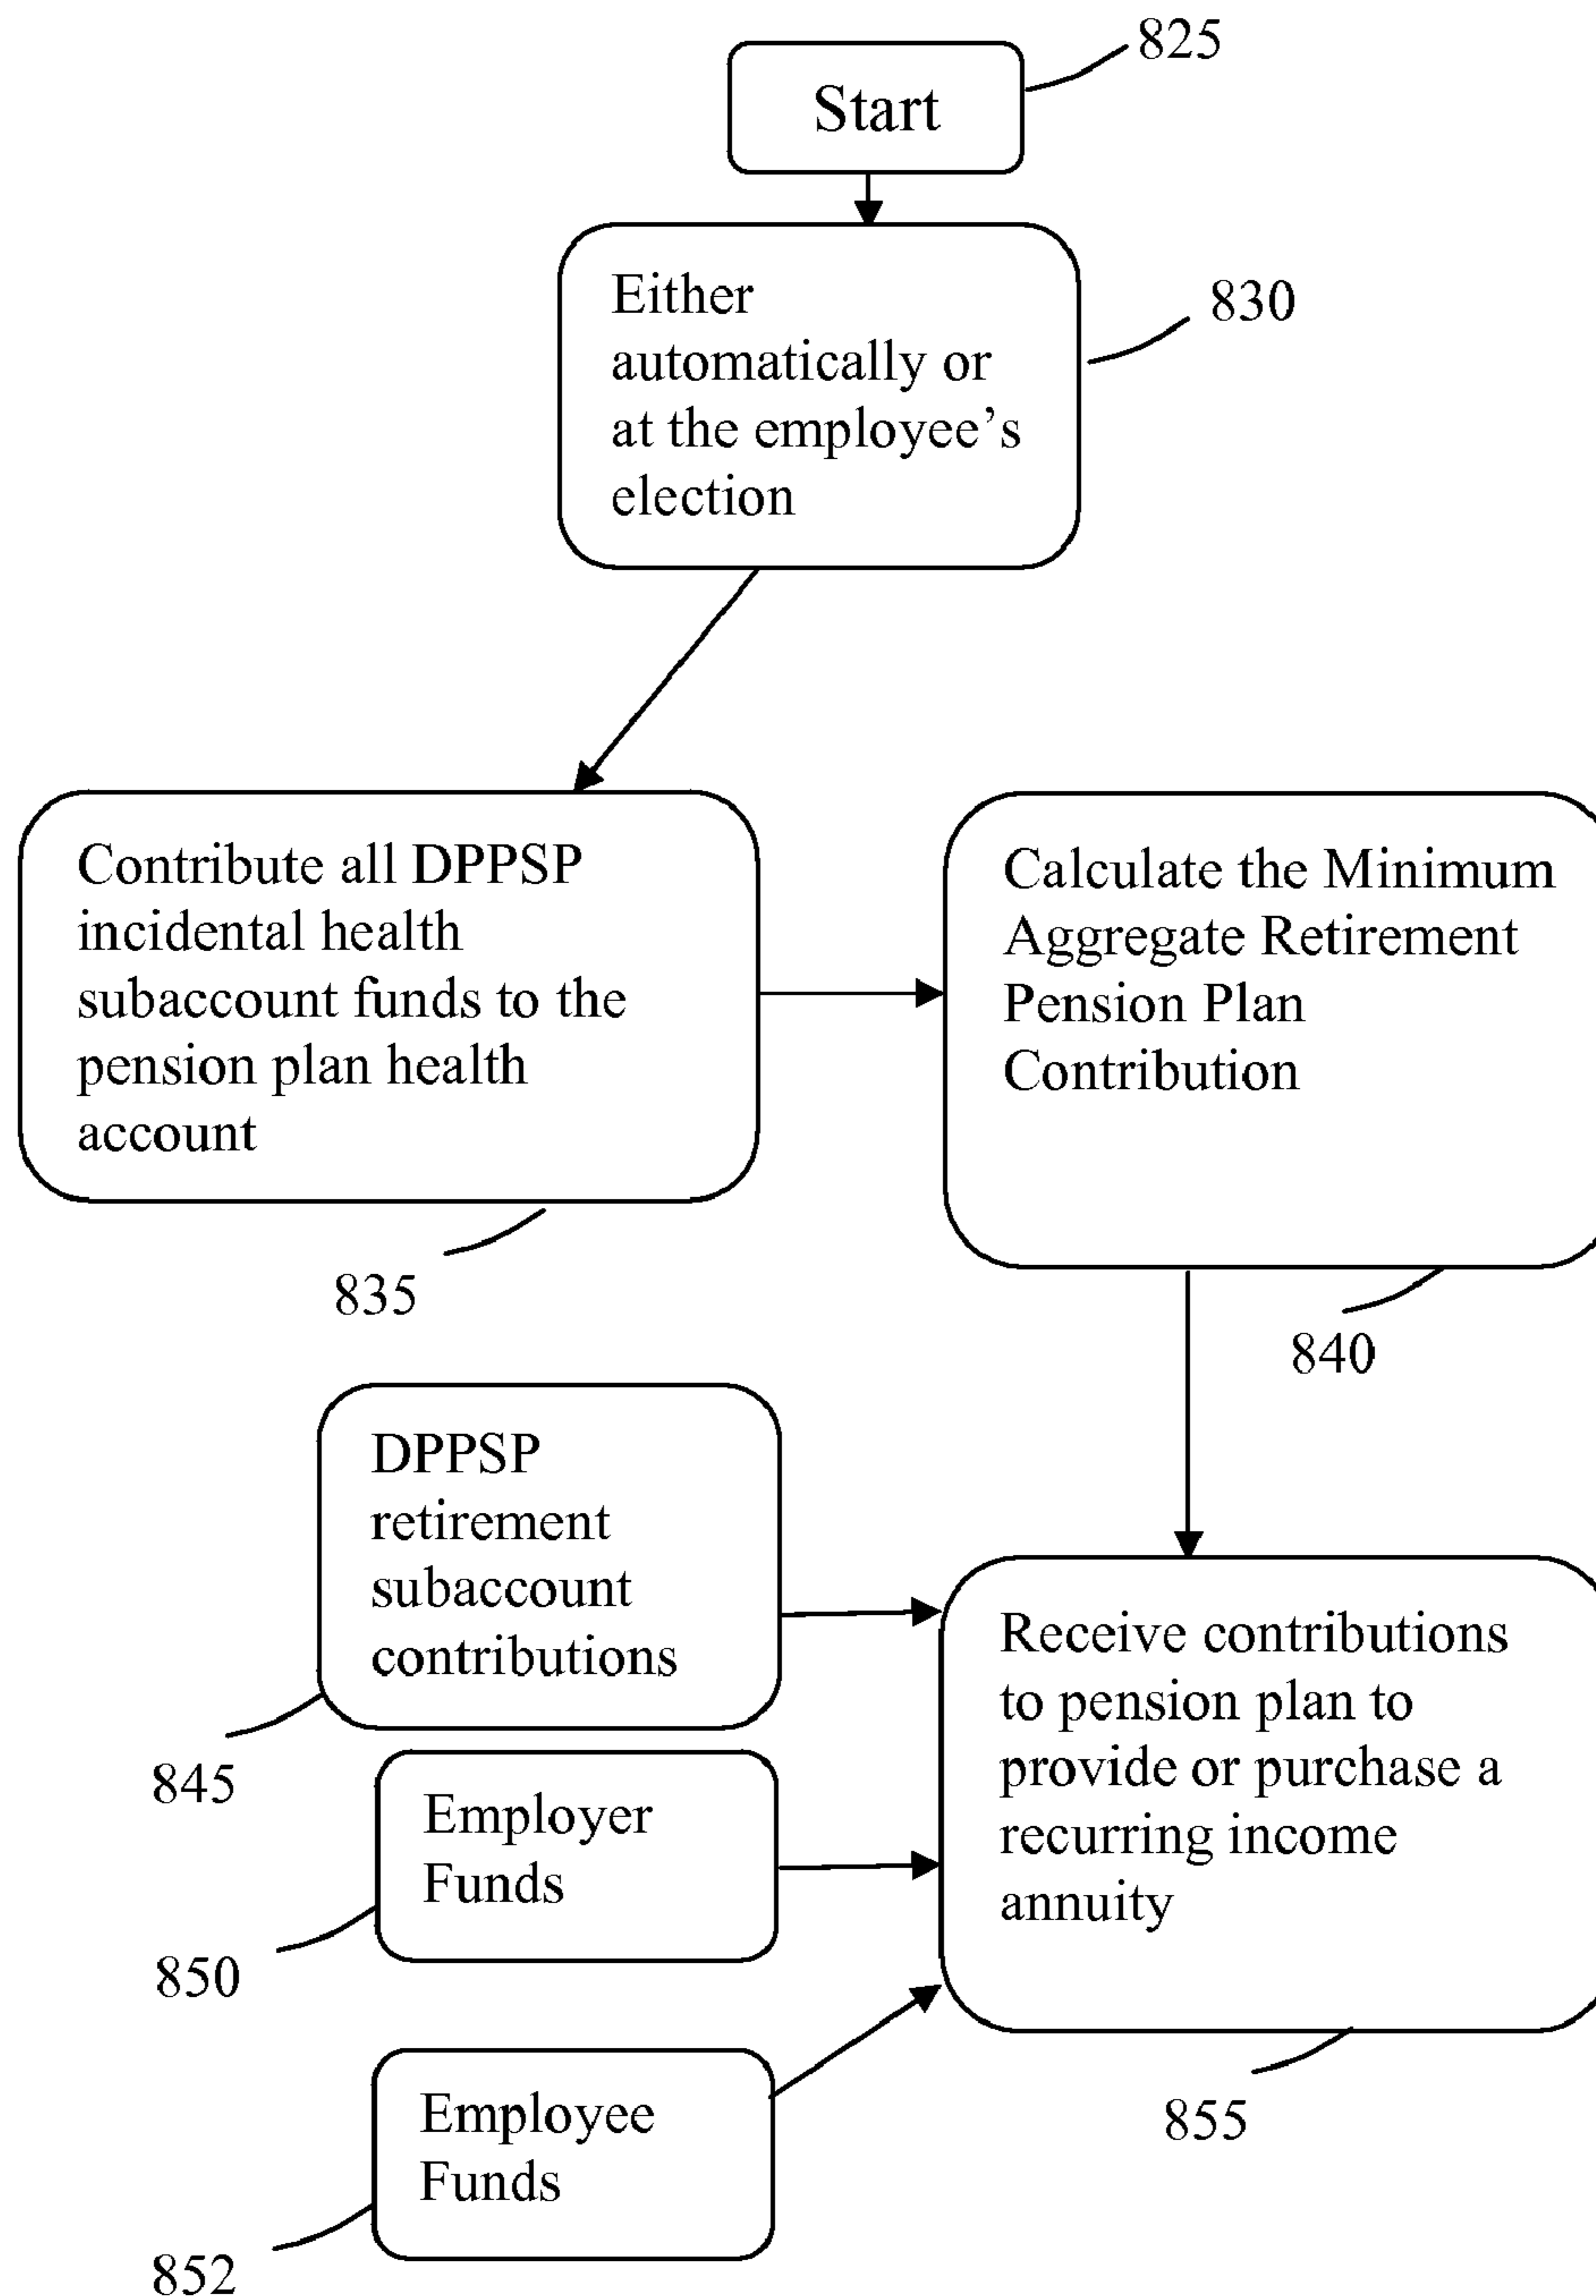 825
Start
830
Either
automatically or
at the employee’s
election
Contribute all DPPSP
incidental health
subaccount funds to the
pension plan health
account
835
Calculate the Minimum
Aggregate Retirement
Pension Plan
Contribution
840
DPPSP
retirement
subaccount
contributions
845
Employer
Funds
850
Employee
Funds
852
Receive contributions
to pension plan to
provide or purchase a
recurring income
annuity
855